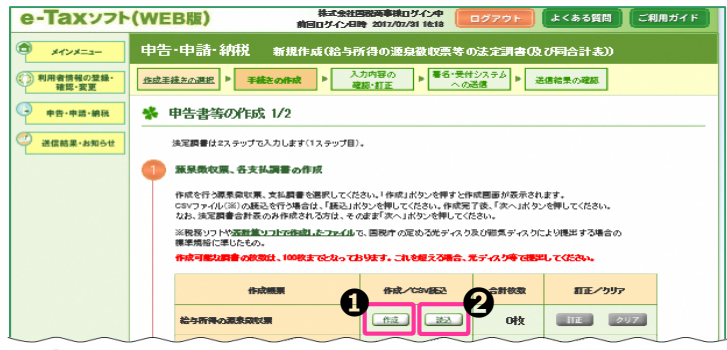 e-Taxソフト(WEB版)
株式会社国税商事様ログイン中
前回ログイン日時 2017/07/31 16:18
ログアウト
よくある質問
ご利用ガイド
メインメニュー
利用者情報の登録・
確認・変更
申告・申請・納税
送信結果・お知らせ
申告・申請・納税 新規作成(給与所得の源泉徴収票等の法定調書(及び同合計表))
作成手続きの選択
手続きの作成
入力内容の
確認・訂正
署名・受付システム
への送信
送信結果の確認
申告書等の作成 1/2
法定調書は2ステップで入力します(1ステップ目)。
1 源泉徴収票、各支払調書の作成
作成を行う源泉徴収票、支払調書を選択してください。「作成」ボタンを押すと作成画面が表示されます。
CSVファイル(※)の読込を行う場合は、「読込」ボタンを押してください。作成完了後、「次へ」ボタンを押してください。
なお、法定調書合計表のみ作成される方は、そのまま「次へ」ボタンを押してください。
※税務ソフトや表計算ソフトで作成したファイルで、国税庁の定める光ディスク及び磁気ディスクにより提出する場合の
標準規格に準じたもの。
作成可能な調書の枚数は、100枚までとなっております。これを超える場合、光ディスク等で提出してください。
作成帳票
作成/CSV読込
合計枚数
訂正/クリア
❶
❷
給与所得の源泉徴収票
作成
読込
0枚
訂正
クリア